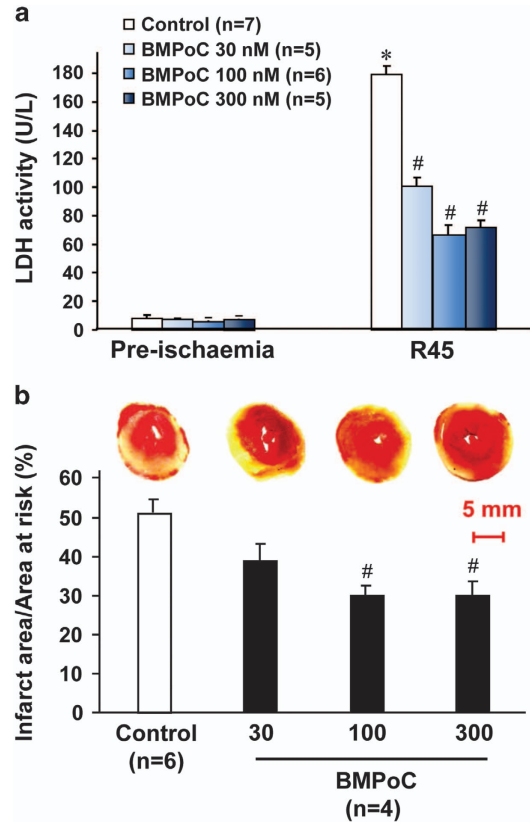 a
Control (n=7)
BMPoC 30 nM (n=5)
BMPoC 100 nM (n=6)
BMPoC 300 nM (n=5)
LDH activity (U/L)
180
160
140
120
100
80
60
40
20
0
*
#
# #
Pre-ischaemia R45
b
Infarct area/Area at risk (%)
60
50
40
30
20
10
0
5 mm
# #
Control 30 100 300
(n=6)
BMPoC
(n=4)